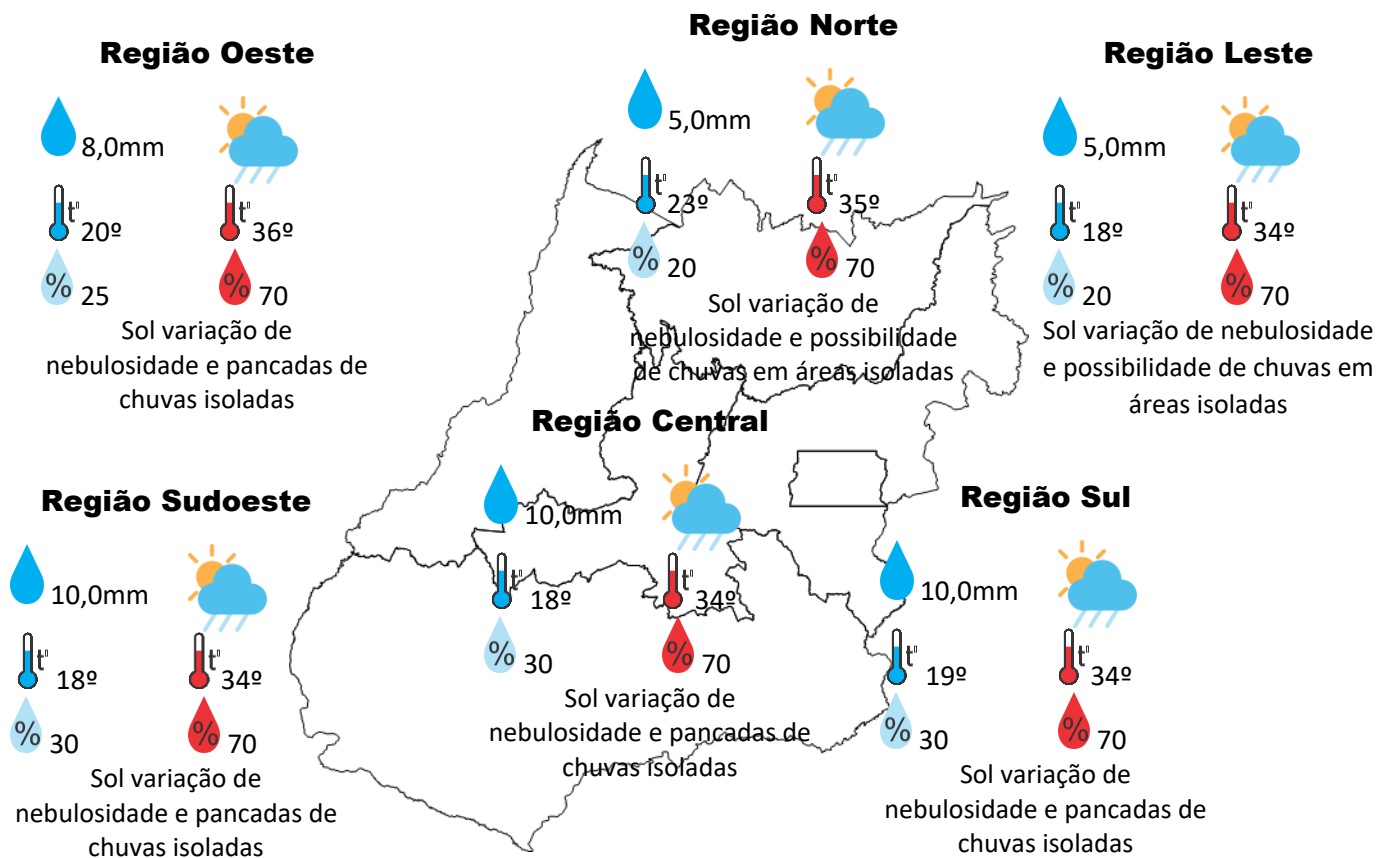 Região Oeste
8,0mm
t°
20º
t°
36º
%
25
%
70
Sol variação de
nebulosidade e pancadas de
chuvas isoladas
Região Norte
5,0mm
t°
23º
t°
35º
%
20
%
70
Sol variação de
nebulosidade e possibilidade
de chuvas em áreas isoladas
Região Leste
5,0mm
t°
18º
t°
34º
%
20
%
70
Sol variação de nebulosidade
e possibilidade de chuvas em
áreas isoladas
Região Central
10,0mm
t°
18º
t°
34º
%
30
%
70
Sol variação de
nebulosidade e pancadas de
chuvas isoladas
Região Sudoeste
10,0mm
t°
18º
t°
34º
%
30
%
70
Sol variação de
nebulosidade e pancadas de
chuvas isoladas
Região Sul
10,0mm
t°
19º
t°
34º
%
30
%
70
Sol variação de
nebulosidade e pancadas de
chuvas isoladas